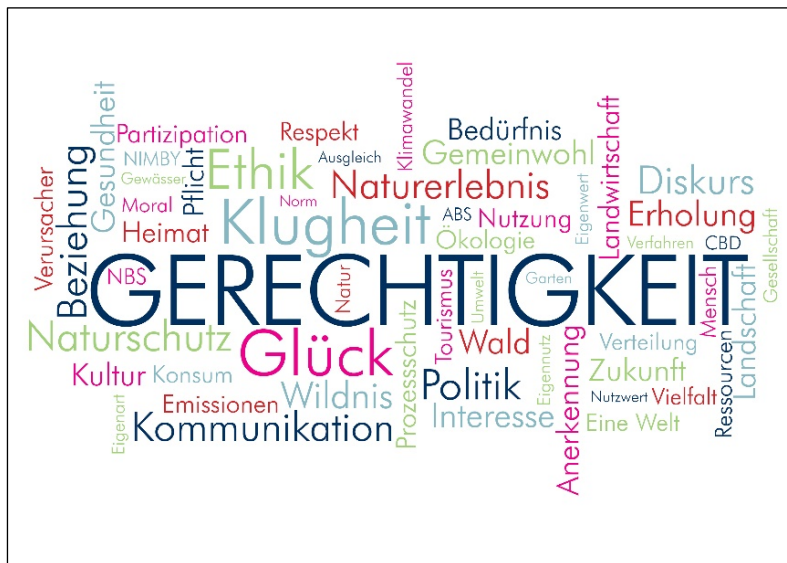 Klimawandel
Gesundheit
Partizipation
Respekt
Bedürfnis
Landwirtschaft
NIMBY
Pflicht
Ethik
Ausgleich
Gemeinwohl
Gewässer
Naturerlebnis
Diskurs
Verursacher
Beziehung
Moral
Norm
Klugheit
ABS
Nutzung
Eigenwert
Erholung
Heimat
Ökologie
Verfahren
CBD
Gesellschaft
GERECHTIGKEIT
NBS
Natur
Tourismus
Umwelt
Garten
Mensch
Landschaft
Naturschutz
Glück
Prozessschutz
Wald
Anerkennung
Verteilung
Ressourcen
Kultur
Konsum
Politik
Eigennutz
Zukunft
Eigenart
Emissionen
Wildnis
Interesse
Nutzwert
Vielfalt
Kommunikation
Eine Welt